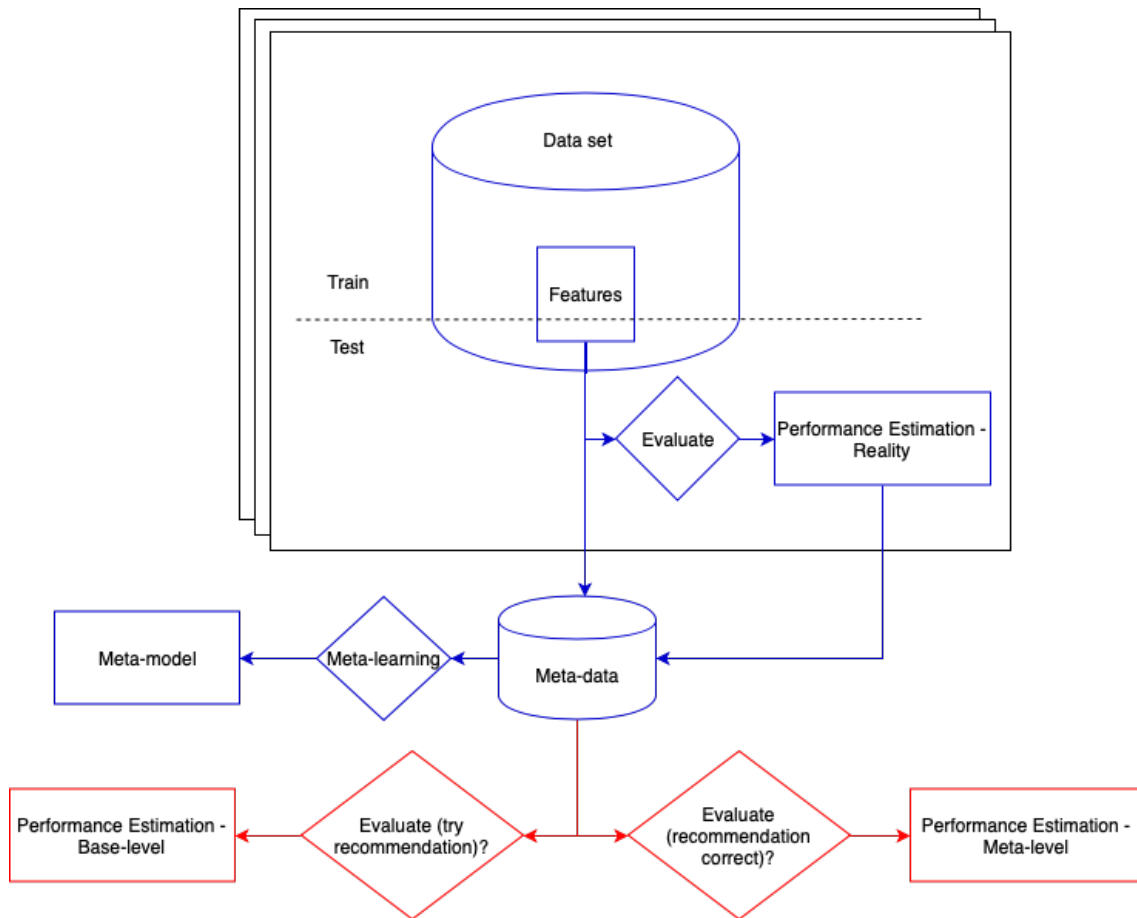 Data set
Train
Features
Test
Evaluate
Performance Estimation -
Reality
Meta-model
Meta-learning
Meta-data
Performance Estimation -
Base-level
Evaluate (try
recommendation)?
Evaluate
(recommendation
correct)?
Performance Estimation -
Meta-level